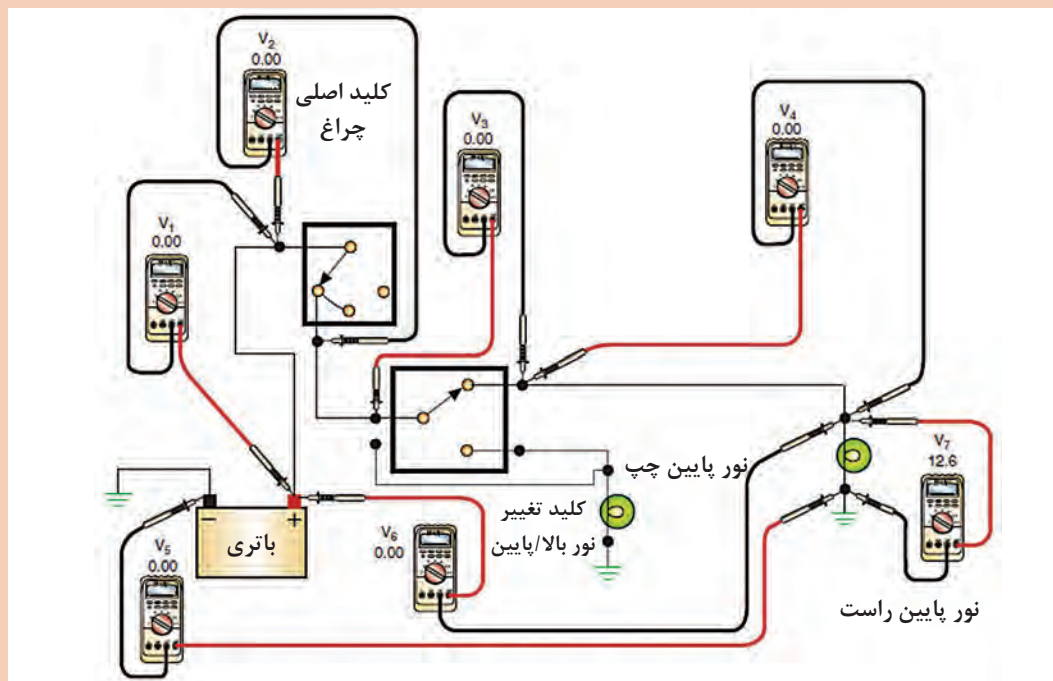 V2
0.00
کلید اصلی
چراغ
V3
0.00
V4
0.00
V1
0.00
نور پایین چپ
V7
12.6
− +
باتری
V5
0.00
V6
0.00
کلید تغییر
نور بالا/پایین
نور پایین راست